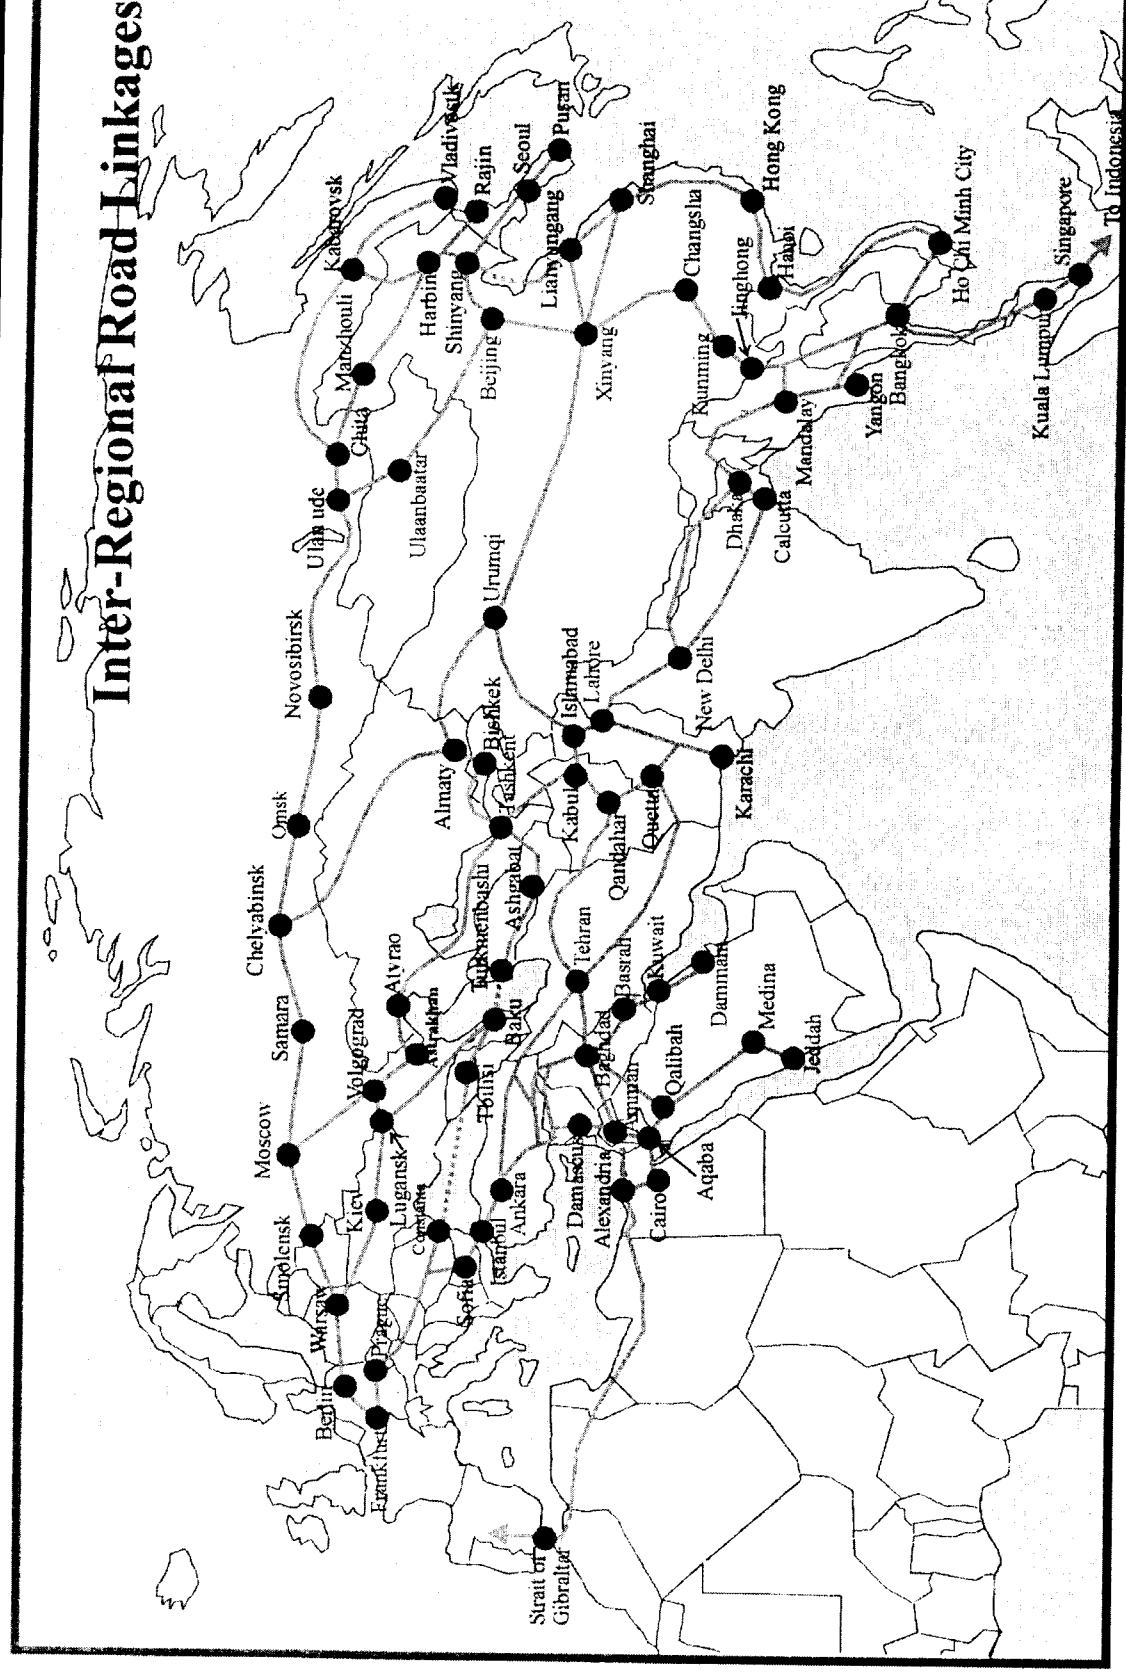 Inter-Regional Road Linkages
Kabarovsk
Vladivostk
Rajin
Seoul
Pusan
Manzhouli
Harbin
Shinyang
Lianyungang
Shanghai
Chita
Beijing
Xinyang
Changsha
Hong Kong
Ulan ude
Ulaanbaatar
Kunming
Jinghong
Hanoi
Ho Chi Minh City
Mandalay
Yangon
Bangkok
Singapore
Kuala Lumpur
To Indonesia
Novosibirsk
Urumqi
Dhaka
Calcutta
Omsk
Almaty
Bishkek
Tashkent
Islamabad
Lahore
New Delhi
Chelyabinsk
Kabul
Qandahar
Quetta
Karachi
Samara
Atyrao
Turkmenbashi
Ashgabat
Tehran
Moscow
Volgograd
Astrakhan
Baku
Tbilisi
Baghdad
Basrah
Kuwait
Dammam
Smolensk
Kiev
Lugansk
Constanta
Ankara
Damascus
Amman
Qalibah
Medina
Jeddah
Warsaw
Sofia
Istanbul
Alexandria
Cairo
Aqaba
Berlin
Prague
Frankfurt
Strait of
Gibraltar